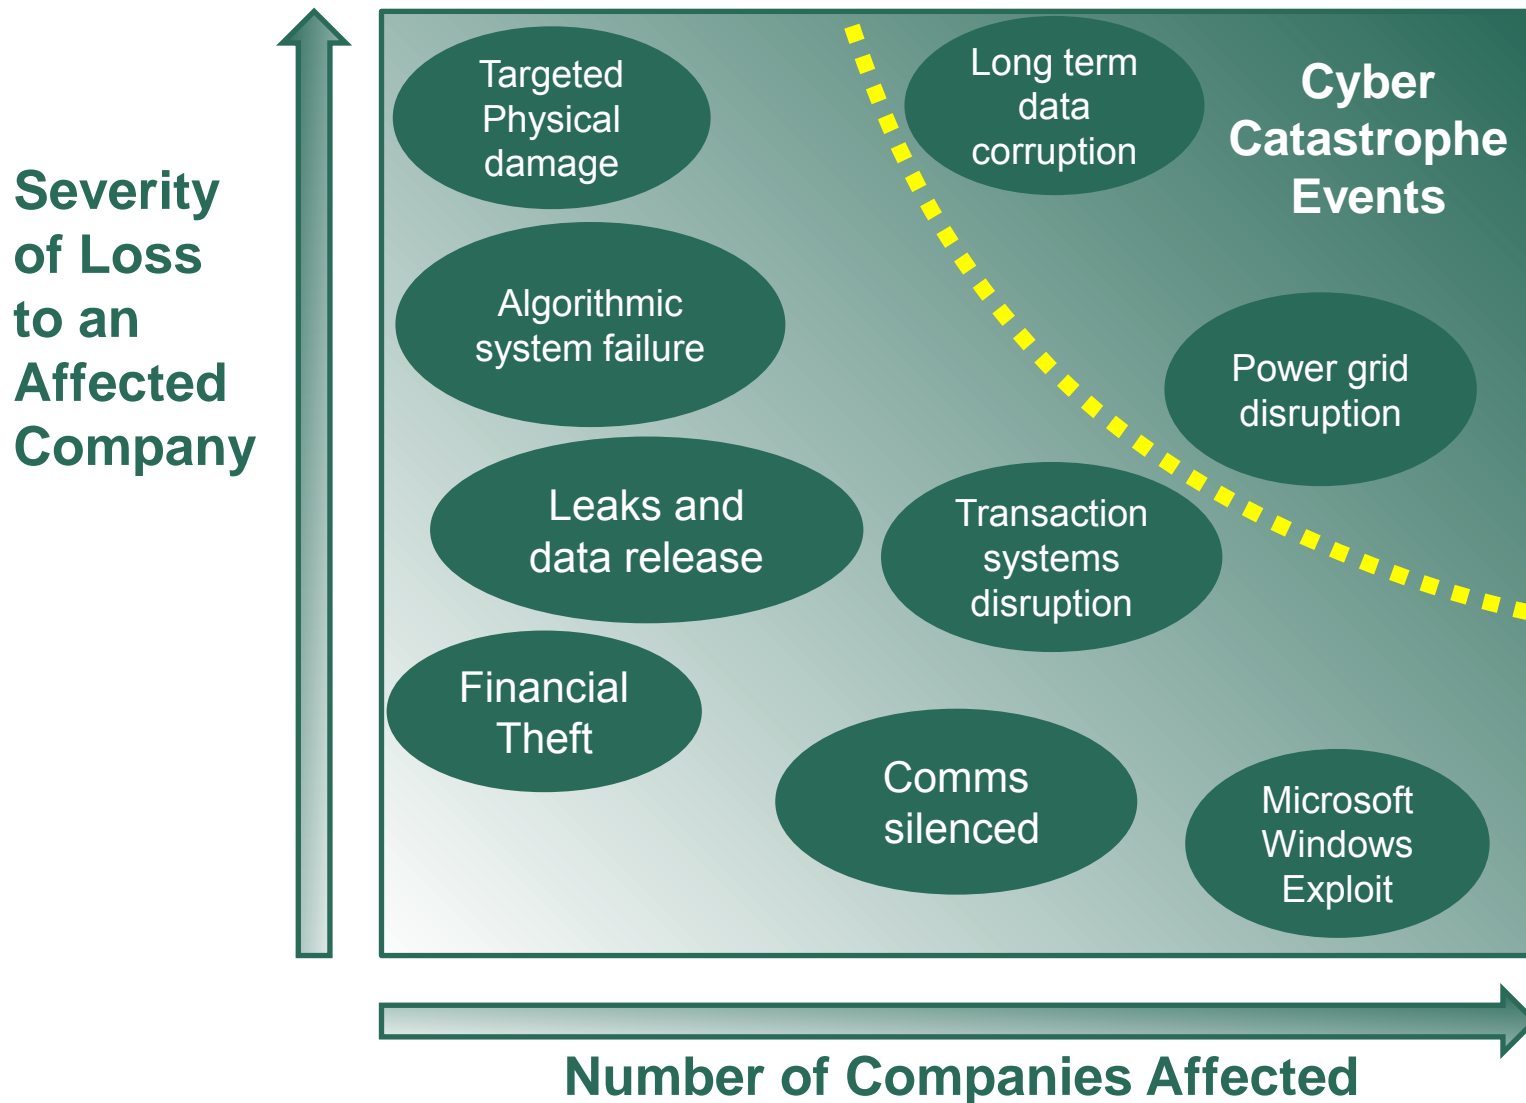 Severity
of Loss
to an
Affected
Company
Targeted
Physical
damage
Long term
data
corruption
Cyber
Catastrophe
Events
Algorithmic
system failure
Power grid
disruption
Leaks and
data release
Transaction
systems
disruption
Financial
Theft
Comms
silenced
Microsoft
Windows
Exploit
Number of Companies Affected